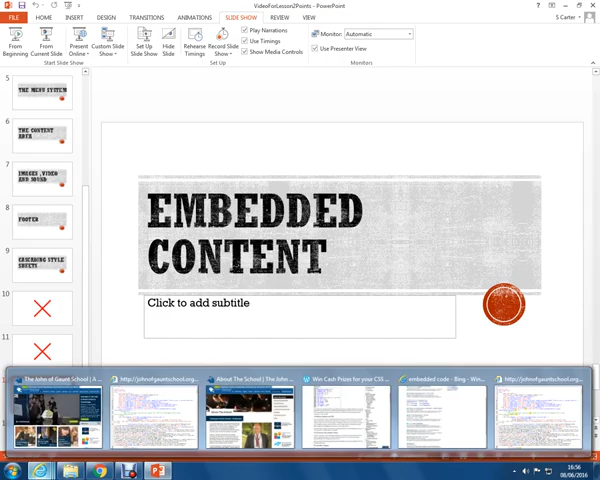 VideoForLesson2Points - PowerPoint
S Carter
FILE HOME INSERT DESIGN TRANSITIONS ANIMATIONS SLIDE SHOW REVIEW VIEW
From Beginning
From Current Slide
Present Online
Custom Slide Show
Set Up Slide Show
Hide Slide
Rehearse Timings
Record Slide Show
Play Narrations
Use Timings
Show Media Controls
Monitor: Automatic
Use Presenter View
Start Slide Show
Set Up
Monitors
5
THE MENU SYSTEM
6
THE CONTENT AREA
7
IMAGES, VIDEO AND SOUND
8
FOOTER
9
CASCADING STYLE SHEETS
10
11
EMBEDDED
CONTENT
Click to add subtitle
The John of Gaunt School | A ...
http://johnofgauntschool.org...
About The School | The John ...
Win Cash Prizes for your CSS ...
embedded code - Bing - Win...
http://johnofgauntschool.org...
16:56
08/06/2016